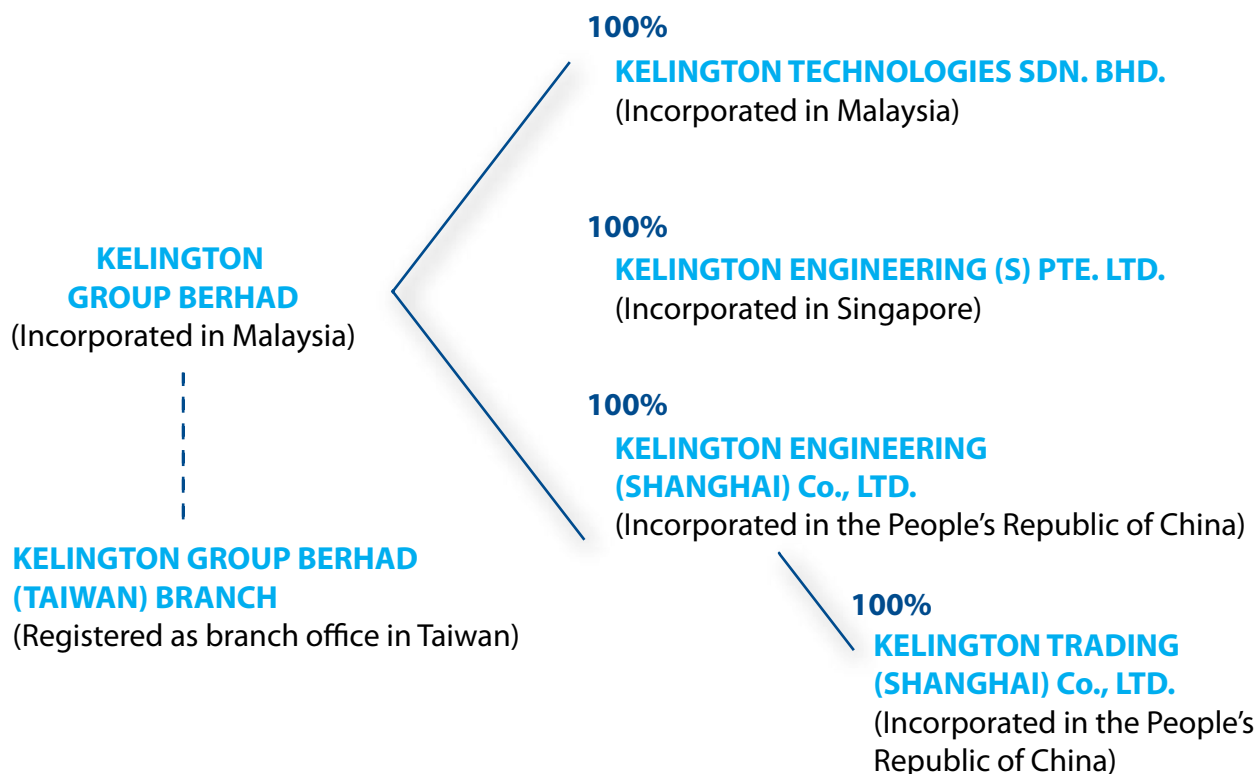 KELINGTON
GROUP BERHAD
(Incorporated in Malaysia)
KELINGTON GROUP BERHAD
(TAIWAN) BRANCH
(Registered as branch office in Taiwan)
100%
KELINGTON TECHNOLOGIES SDN. BHD.
(Incorporated in Malaysia)
100%
KELINGTON ENGINEERING (S) PTE. LTD.
(Incorporated in Singapore)
100%
KELINGTON ENGINEERING
(SHANGHAI) Co., LTD.
(Incorporated in the People’s Republic of China)
100%
KELINGTON TRADING
(SHANGHAI) Co., LTD.
(Incorporated in the People’s
Republic of China)